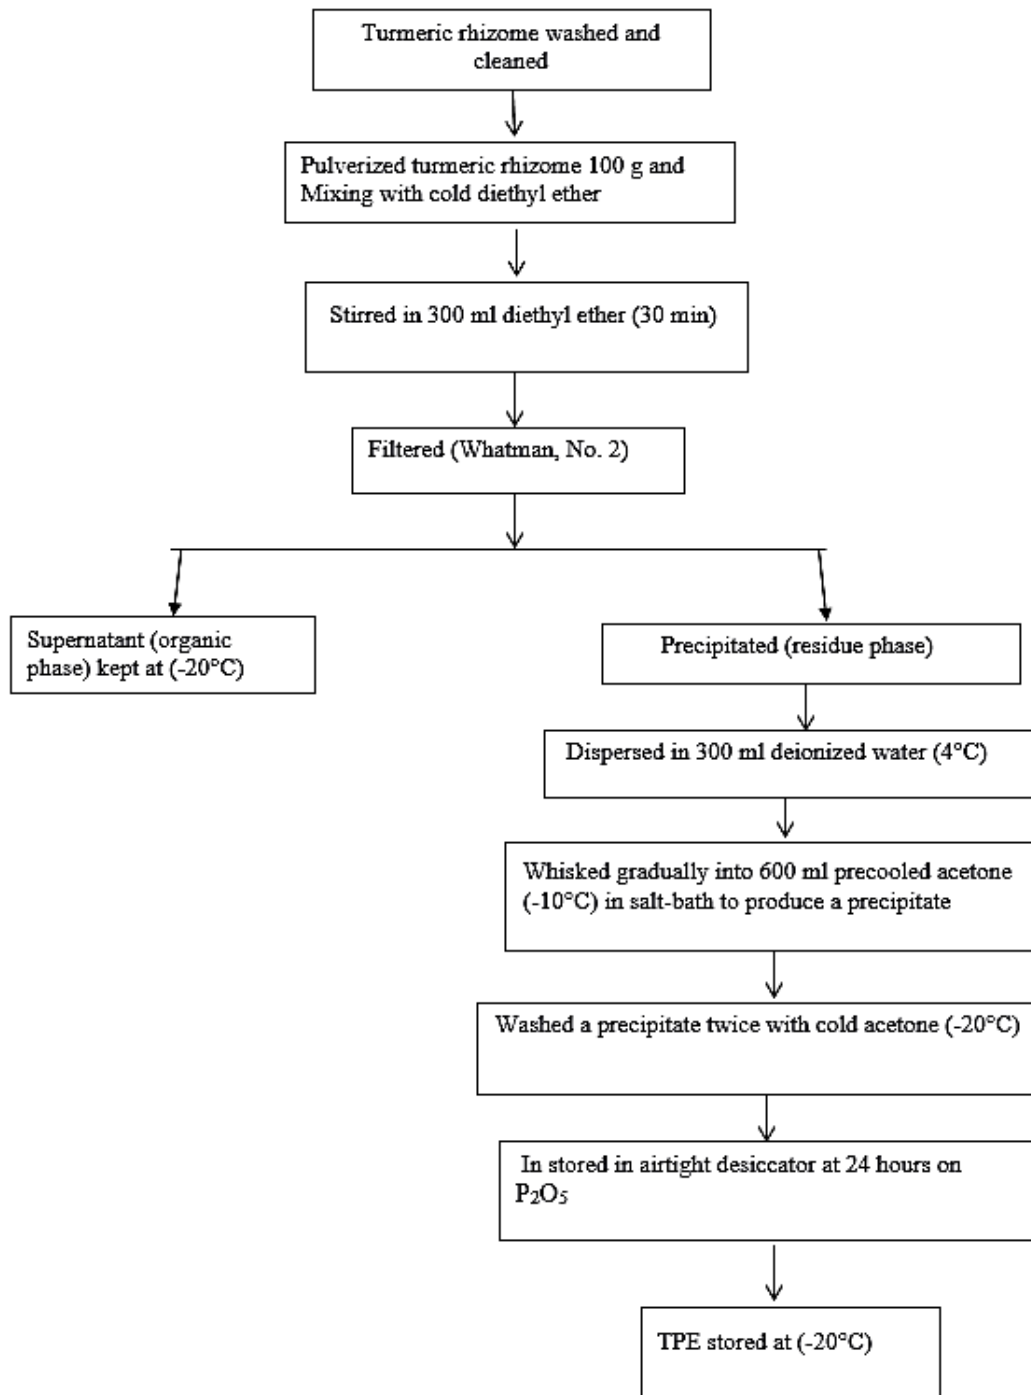 Turmeric rhizome washed and
cleaned
Pulverized turmeric rhizome 100 g and
Mixing with cold diethyl ether
Stirred in 300 ml diethyl ether (30 min)
Filtered (Whatman, No. 2)
Supernatant (organic
phase) kept at (-20°C)
Precipitated (residue phase)
Dispersed in 300 ml deionized water (4°C)
Whisked gradually into 600 ml precooled acetone
(-10°C) in salt-bath to produce a precipitate
Washed a precipitate twice with cold acetone (-20°C)
In stored in airtight desiccator at 24 hours on
P₂O₅
TPE stored at (-20°C)